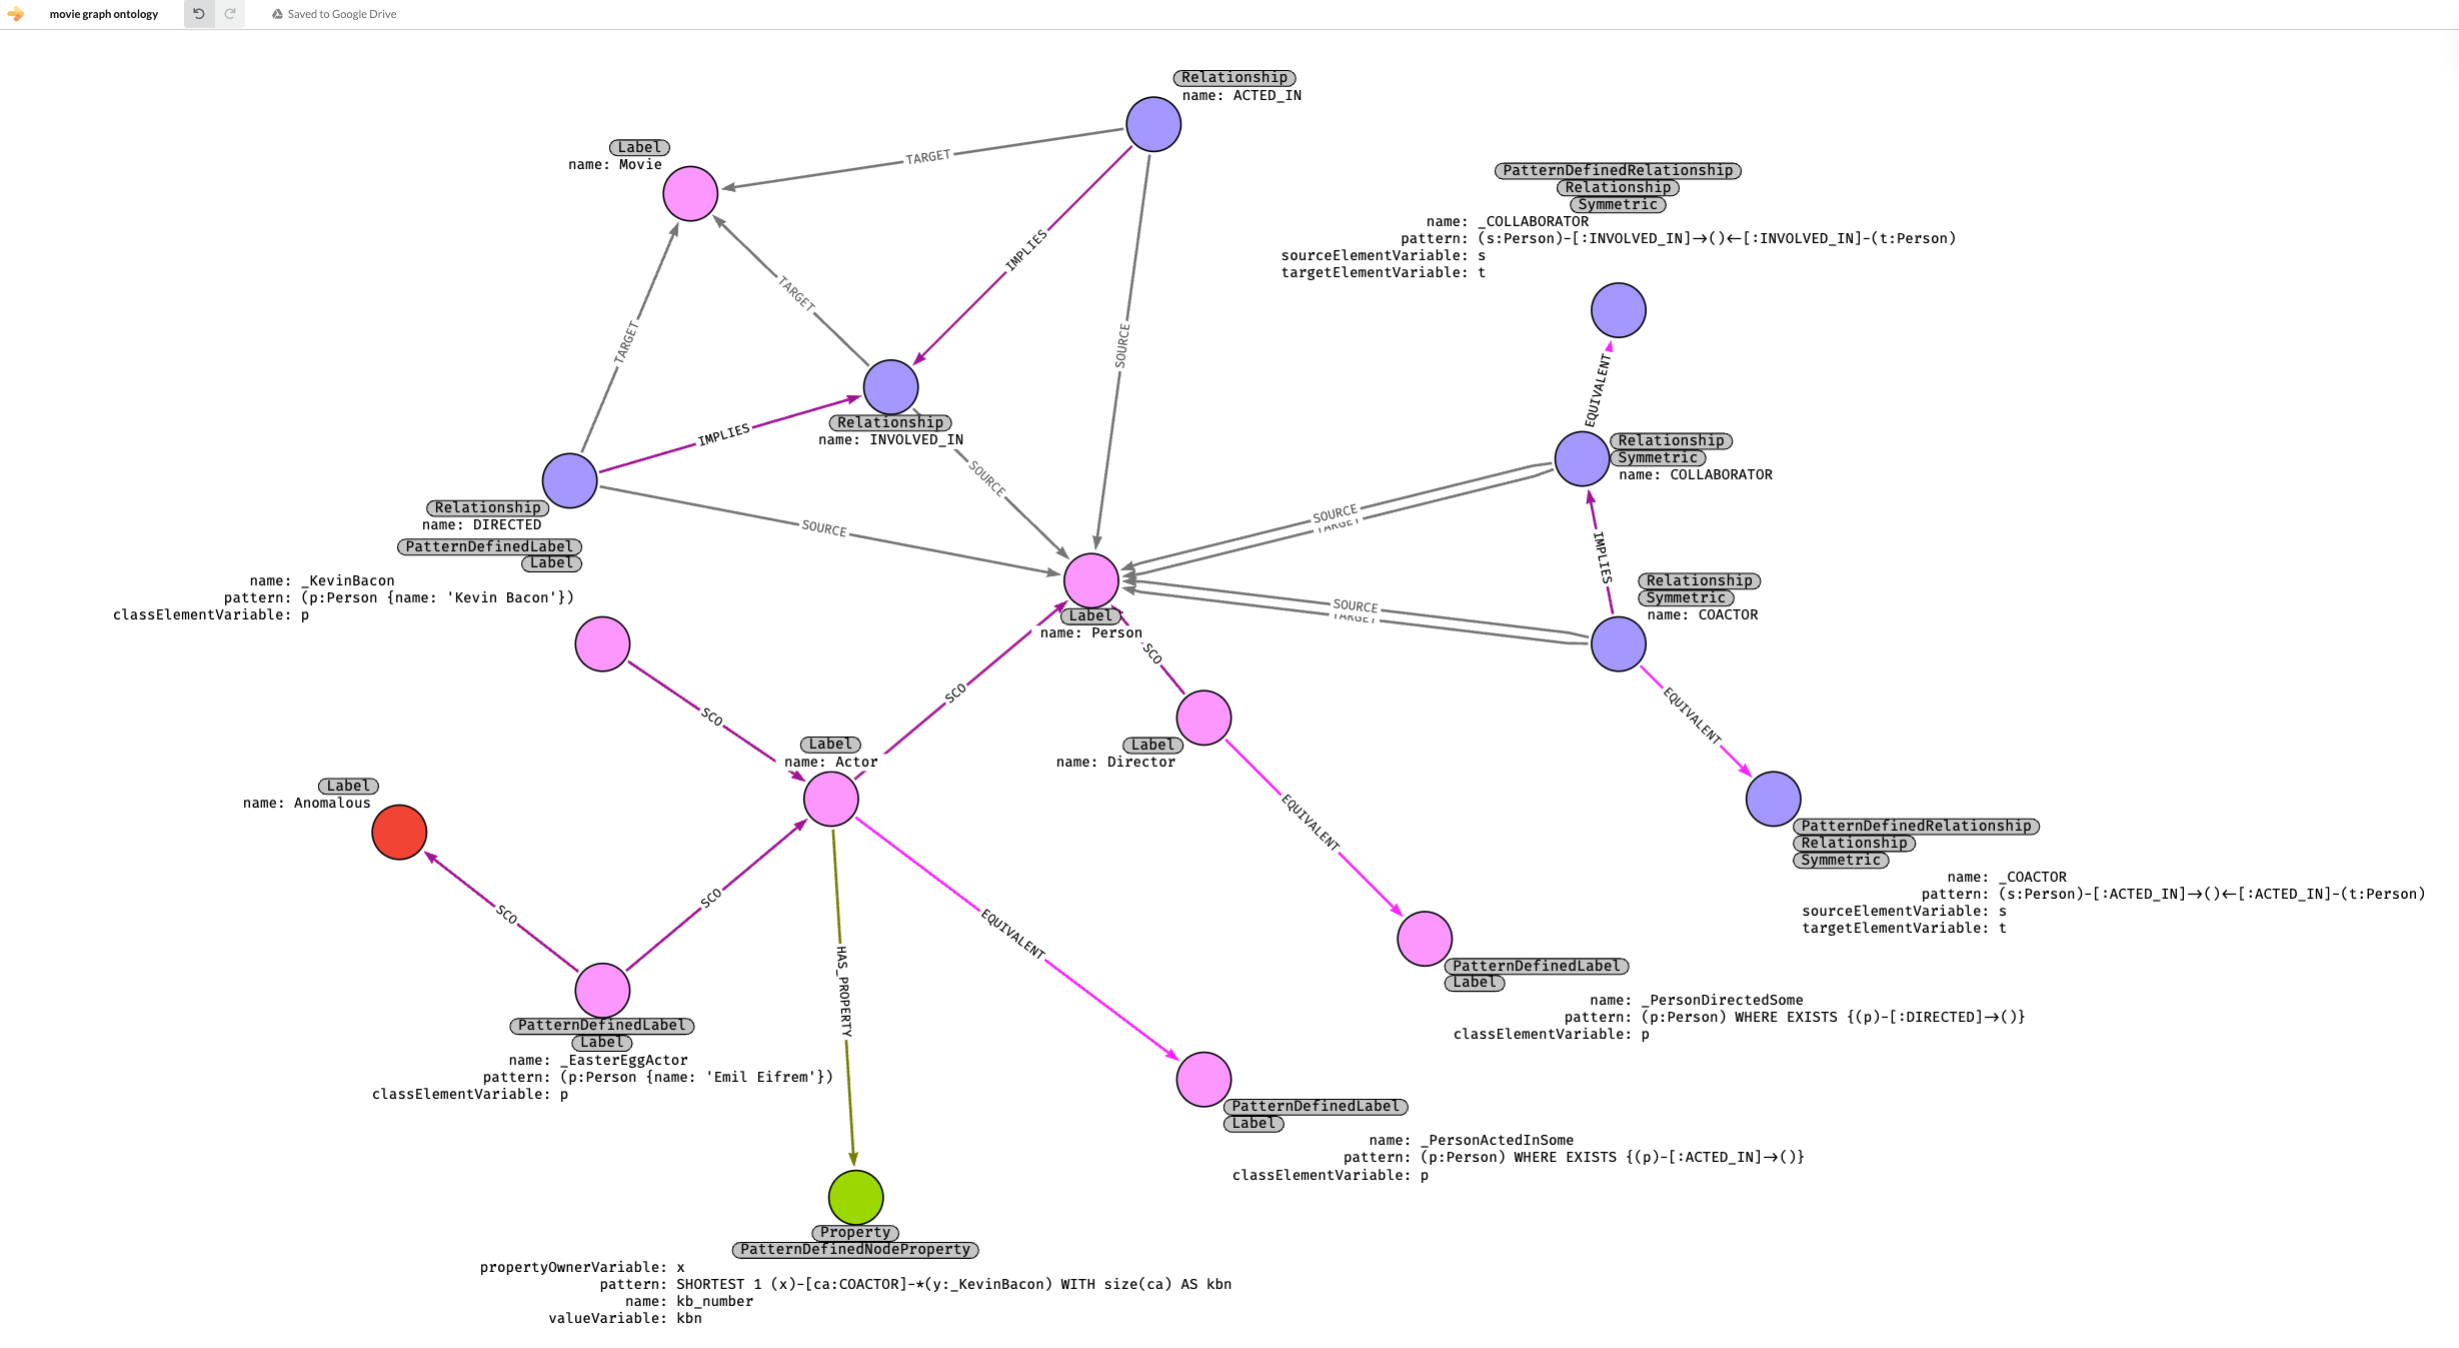 movie graph ontology
Saved to Google Drive
Relationship
name: ACTED_IN
Label
name: Movie
TARGET
IMPLIES
TARGET
TARGET
SOURCE
PatternDefinedRelationship
Relationship
Symmetric
name: _COLLABORATOR
pattern: (s:Person)-[:INVOLVED_IN]→()←[:INVOLVED_IN]-(t:Person)
sourceElementVariable: s
targetElementVariable: t
EQUIVALENT
Relationship
name: INVOLVED_IN
IMPLIES
SOURCE
Relationship
Symmetric
name: COLLABORATOR
Relationship
name: DIRECTED
SOURCE
SOURCE
TARGET
IMPLIES
PatternDefinedLabel
Label
name: _KevinBacon
pattern: (p:Person {name: 'Kevin Bacon'})
classElementVariable: p
Relationship
Symmetric
name: COACTOR
SOURCE
TARGET
Label
name: Person
SCO
SCO
SCO
EQUIVALENT
Label
name: Actor
Label
name: Director
Label
name: Anomalous
EQUIVALENT
PatternDefinedRelationship
Relationship
Symmetric
name: _COACTOR
pattern: (s:Person)-[:ACTED_IN]→()←[:ACTED_IN]-(t:Person)
sourceElementVariable: s
targetElementVariable: t
SCO
SCO
HAS_PROPERTY
EQUIVALENT
PatternDefinedLabel
Label
name: _PersonDirectedSome
pattern: (p:Person) WHERE EXISTS {(p)-[:DIRECTED]→()}
classElementVariable: p
PatternDefinedLabel
Label
name: _EasterEggActor
pattern: (p:Person {name: 'Emil Eifrem'})
classElementVariable: p
PatternDefinedLabel
Label
name: _PersonActedInSome
pattern: (p:Person) WHERE EXISTS {(p)-[:ACTED_IN]→()}
classElementVariable: p
Property
PatternDefinedNodeProperty
propertyOwnerVariable: x
pattern: SHORTEST 1 (x)-[ca:COACTOR]-*(y:_KevinBacon) WITH size(ca) AS kbn
name: kb_number
valueVariable: kbn